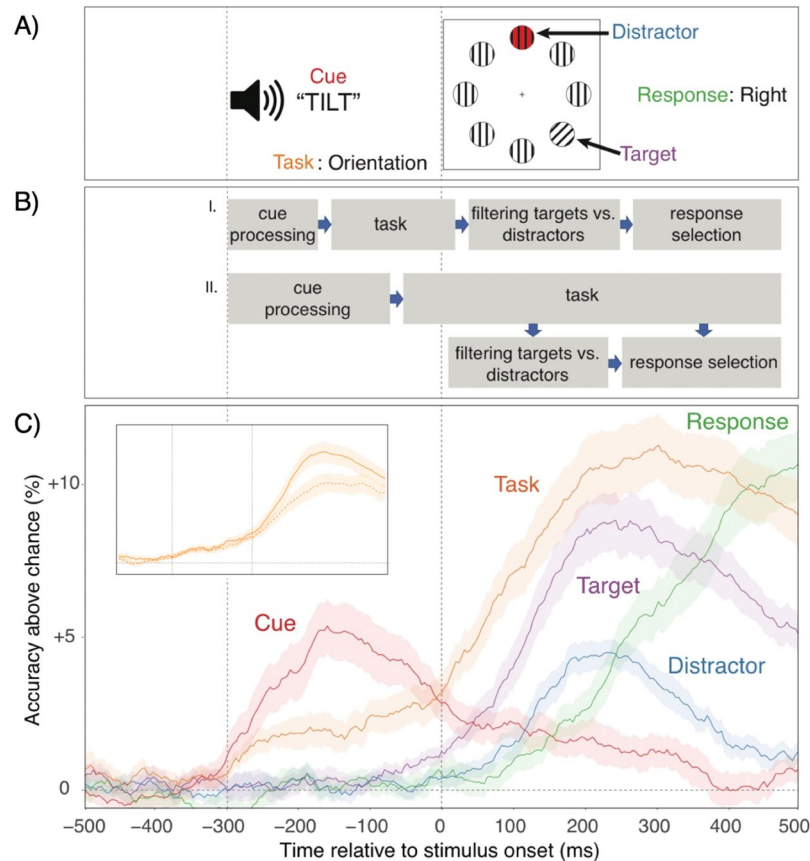 A)
Cue
"TILT"
Task: Orientation
Distractor
Response: Right
Target
B)
I.
cue
processing
task
filtering targets vs.
distractors
response
selection
II.
cue
processing
task
filtering targets vs.
distractors
response selection
C)
Accuracy above chance (%)
+10
+5
0
Cue
Task
Target
Distractor
Response
−500 −400 −300 −200 −100 0 100 200 300 400 500
Time relative to stimulus onset (ms)